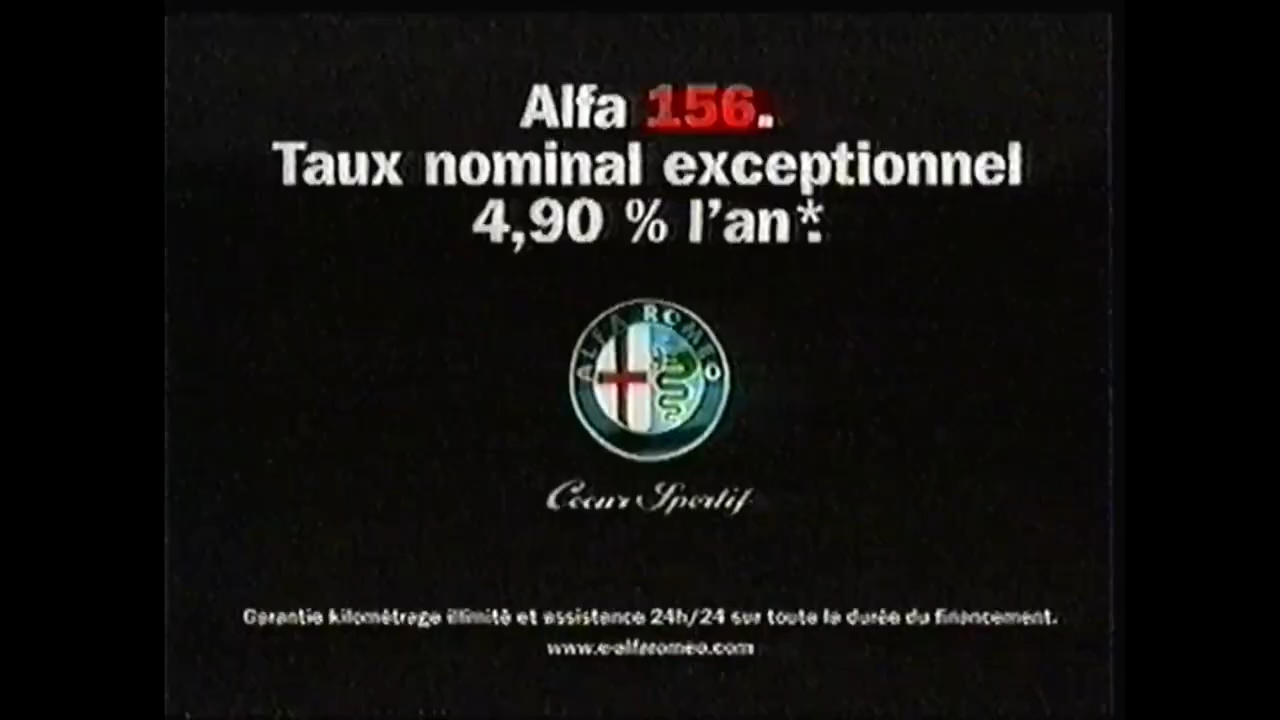 Alfa 156.
Taux nominal exceptionnel
4,90 % l'an*.
ALFA ROMEO
Coeur Sportif
Garantie kilométrage illimité et assistance 24h/24 sur toute la durée du financement.
www.e-alfaromeo.com